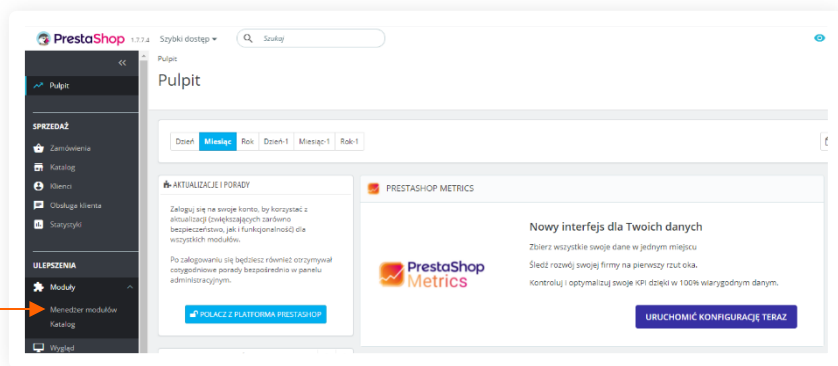 PrestaShop 1.7.7.4 Szybki dostęp Szukaj
Pulpit
Pulpit
Pulpit
SPRZEDAŻ
Zamówienia
Katalog
Klienci
Obsługa klienta
Statystyki
ULEPSZENIA
Moduły
Menedżer modułów
Katalog
Wygląd
Dzień Miesiąc Rok Dzień-1 Miesiąc-1 Rok-1
AKTUALIZACJE I PORADY
Zaloguj się na swoje konto, by korzystać z
aktualizacji (zwiększających zarówno
bezpieczeństwo, jak i funkcjonalność) dla
wszystkich modułów.
Po zalogowaniu się będziesz również otrzymywał
cotygodniowe porady bezpośrednio w panelu
administracyjnym.
POŁĄCZ Z PLATFORMĄ PRESTASHOP
PRESTASHOP METRICS
PrestaShop
Metrics
Nowy interfejs dla Twoich danych
Zbierz wszystkie swoje dane w jednym miejscu
Śledź rozwój swojej firmy na pierwszy rzut oka.
Kontroluj i optymalizuj swoje KPI dzięki w 100% wiarygodnym danym.
URUCHOMIĆ KONFIGURACJĘ TERAZ